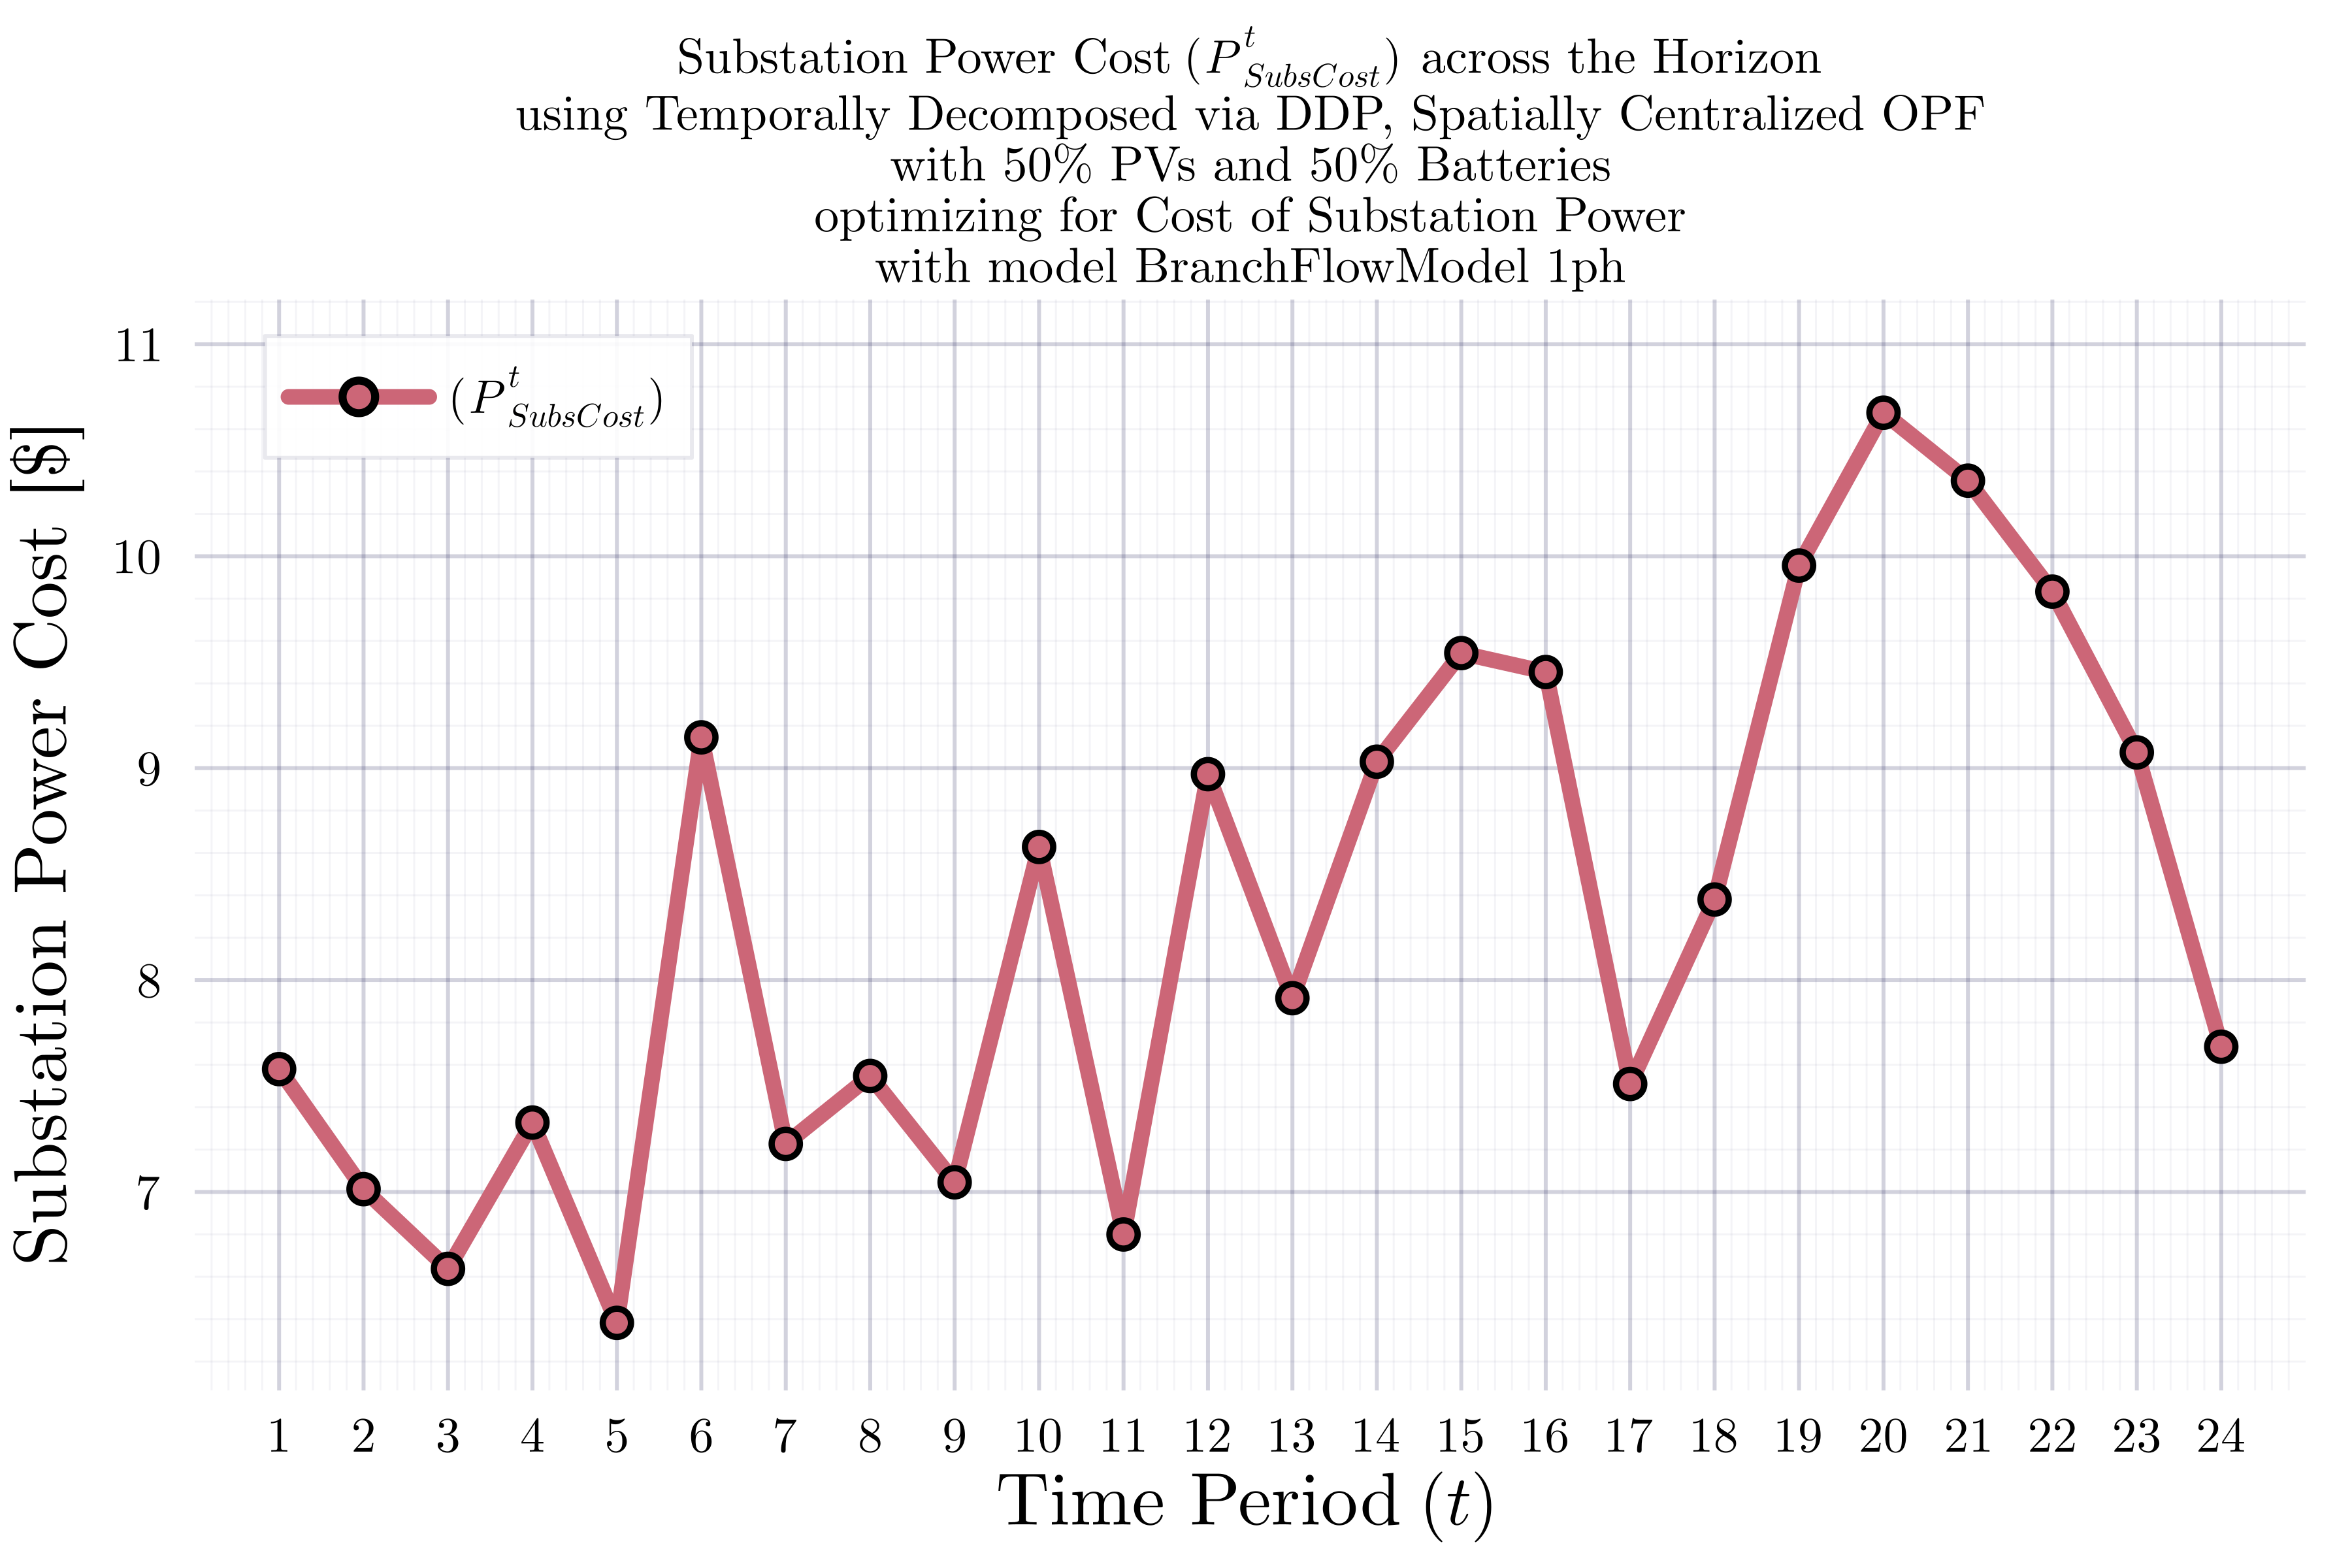 Substation Power Cost (P^t_SubsCost) across the Horizon
using Temporally Decomposed via DDP, Spatially Centralized OPF
with 50% PVs and 50% Batteries
optimizing for Cost of Substation Power
with model BranchFlowModel 1ph
(P^t_SubsCost)
Substation Power Cost [$]
11
10
9
8
7
1 2 3 4 5 6 7 8 9 10 11 12 13 14 15 16 17 18 19 20 21 22 23 24
Time Period (t)